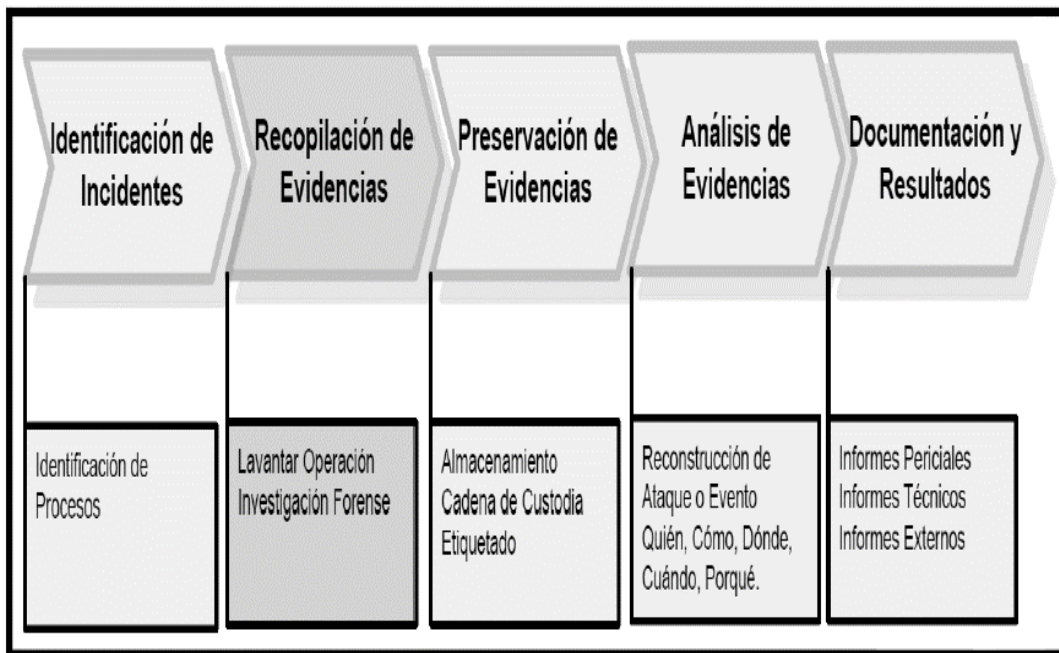 Identificación de
Incidentes
Recopilación de
Evidencias
Preservación de
Evidencias
Análisis de
Evidencias
Documentación y
Resultados
Identificación de
Procesos
Lavantar Operación
Investigación Forense
Almacenamiento
Cadena de Custodia
Etiquetado
Reconstrucción de
Ataque o Evento
Quién, Cómo, Dónde,
Cuándo, Porqué.
Informes Periciales
Informes Técnicos
Informes Externos